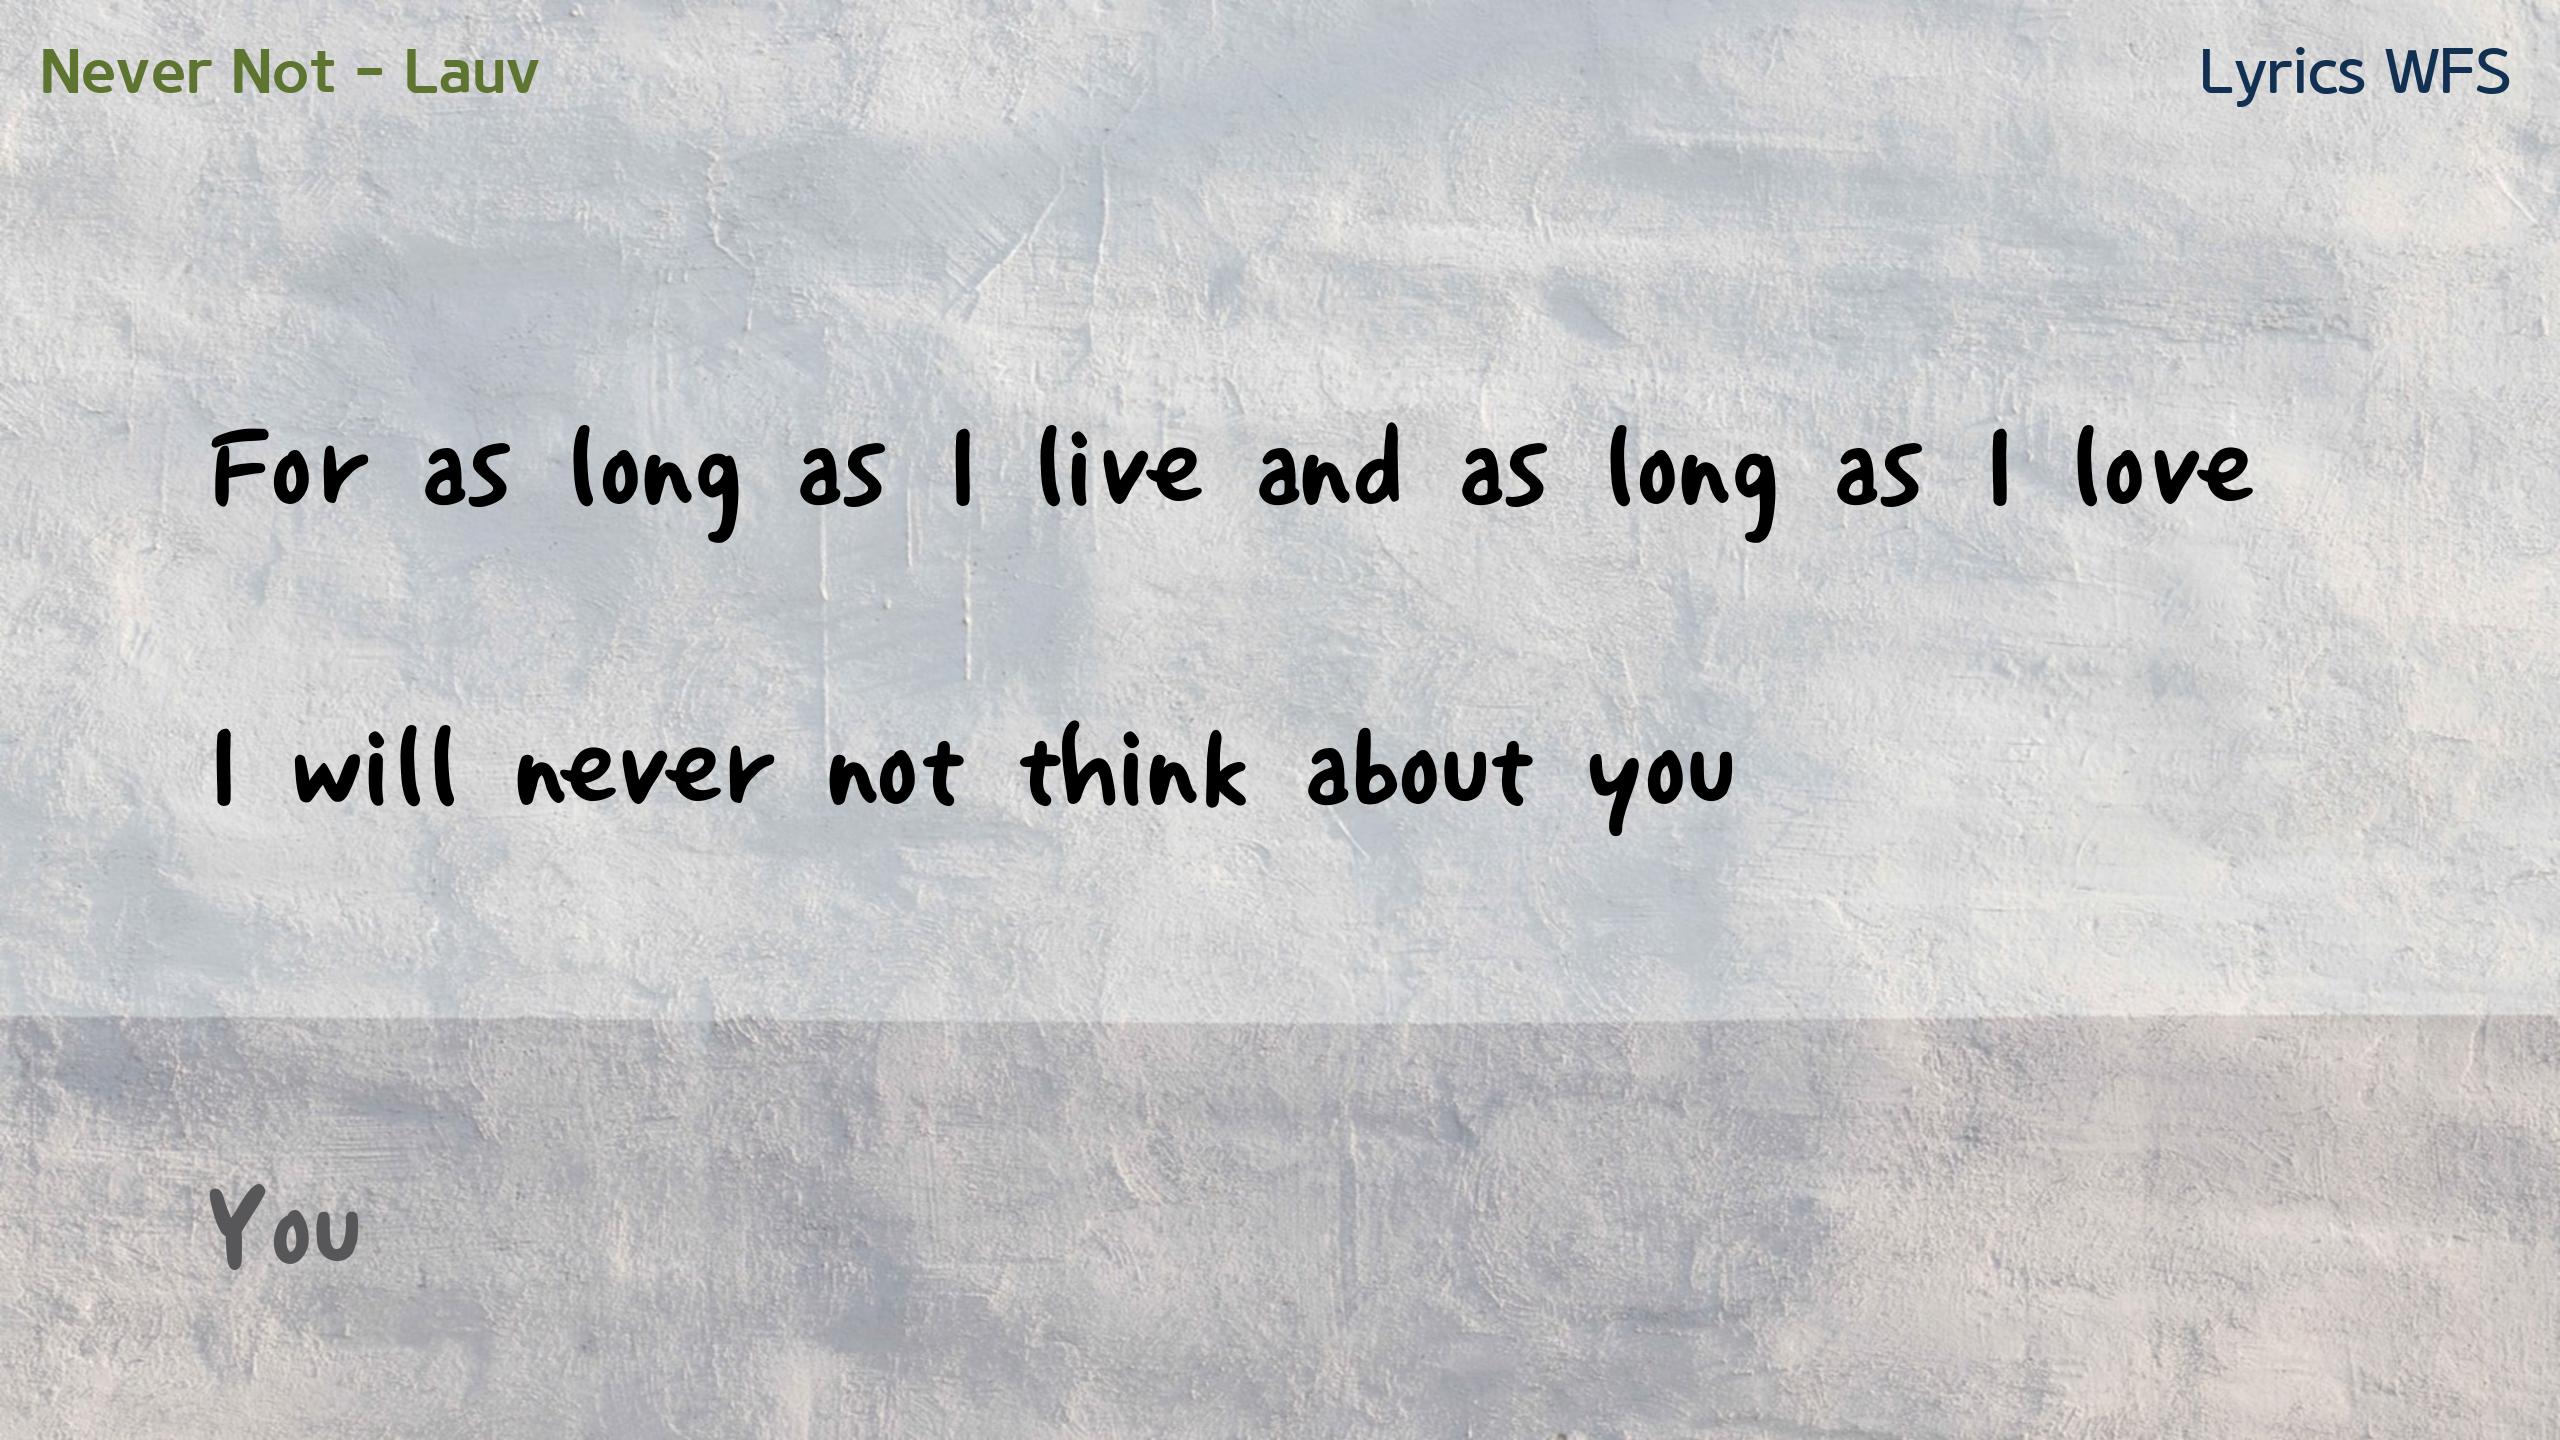 Never Not - Lauv
Lyrics WFS
For as long as I live and as long as I love
I will never not think about you
You